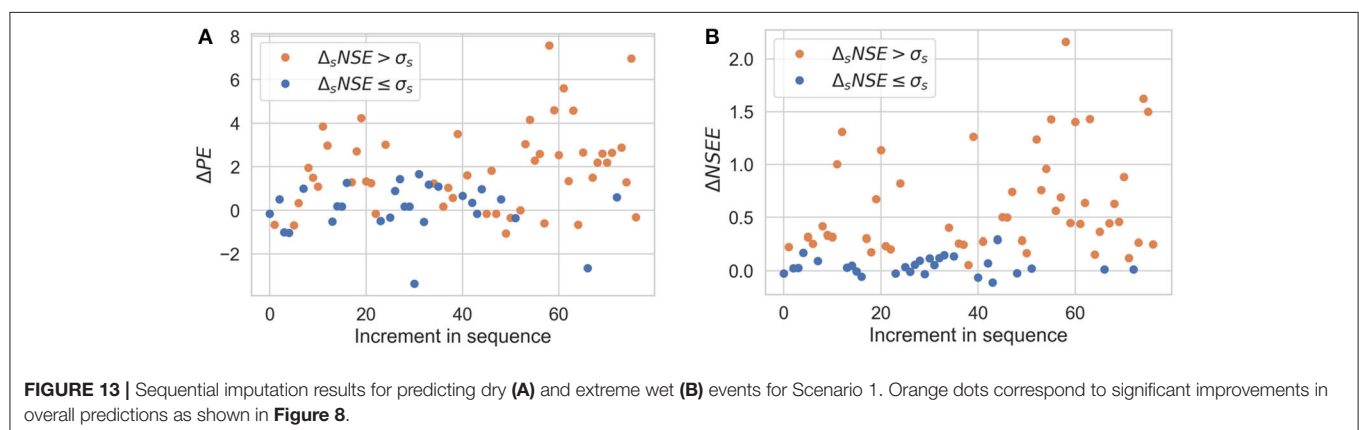 A
Δ_sNSE > σ_s
Δ_sNSE ≤ σ_s
8
6
4
2
0
−2
ΔPE
0
20
40
60
Increment in sequence
B
Δ_sNSE > σ_s
Δ_sNSE ≤ σ_s
2.0
1.5
1.0
0.5
0.0
ΔNSEE
0
20
40
60
Increment in sequence
FIGURE 13 | Sequential imputation results for predicting dry (A) and extreme wet (B) events for Scenario 1. Orange dots correspond to significant improvements in
overall predictions as shown in Figure 8.